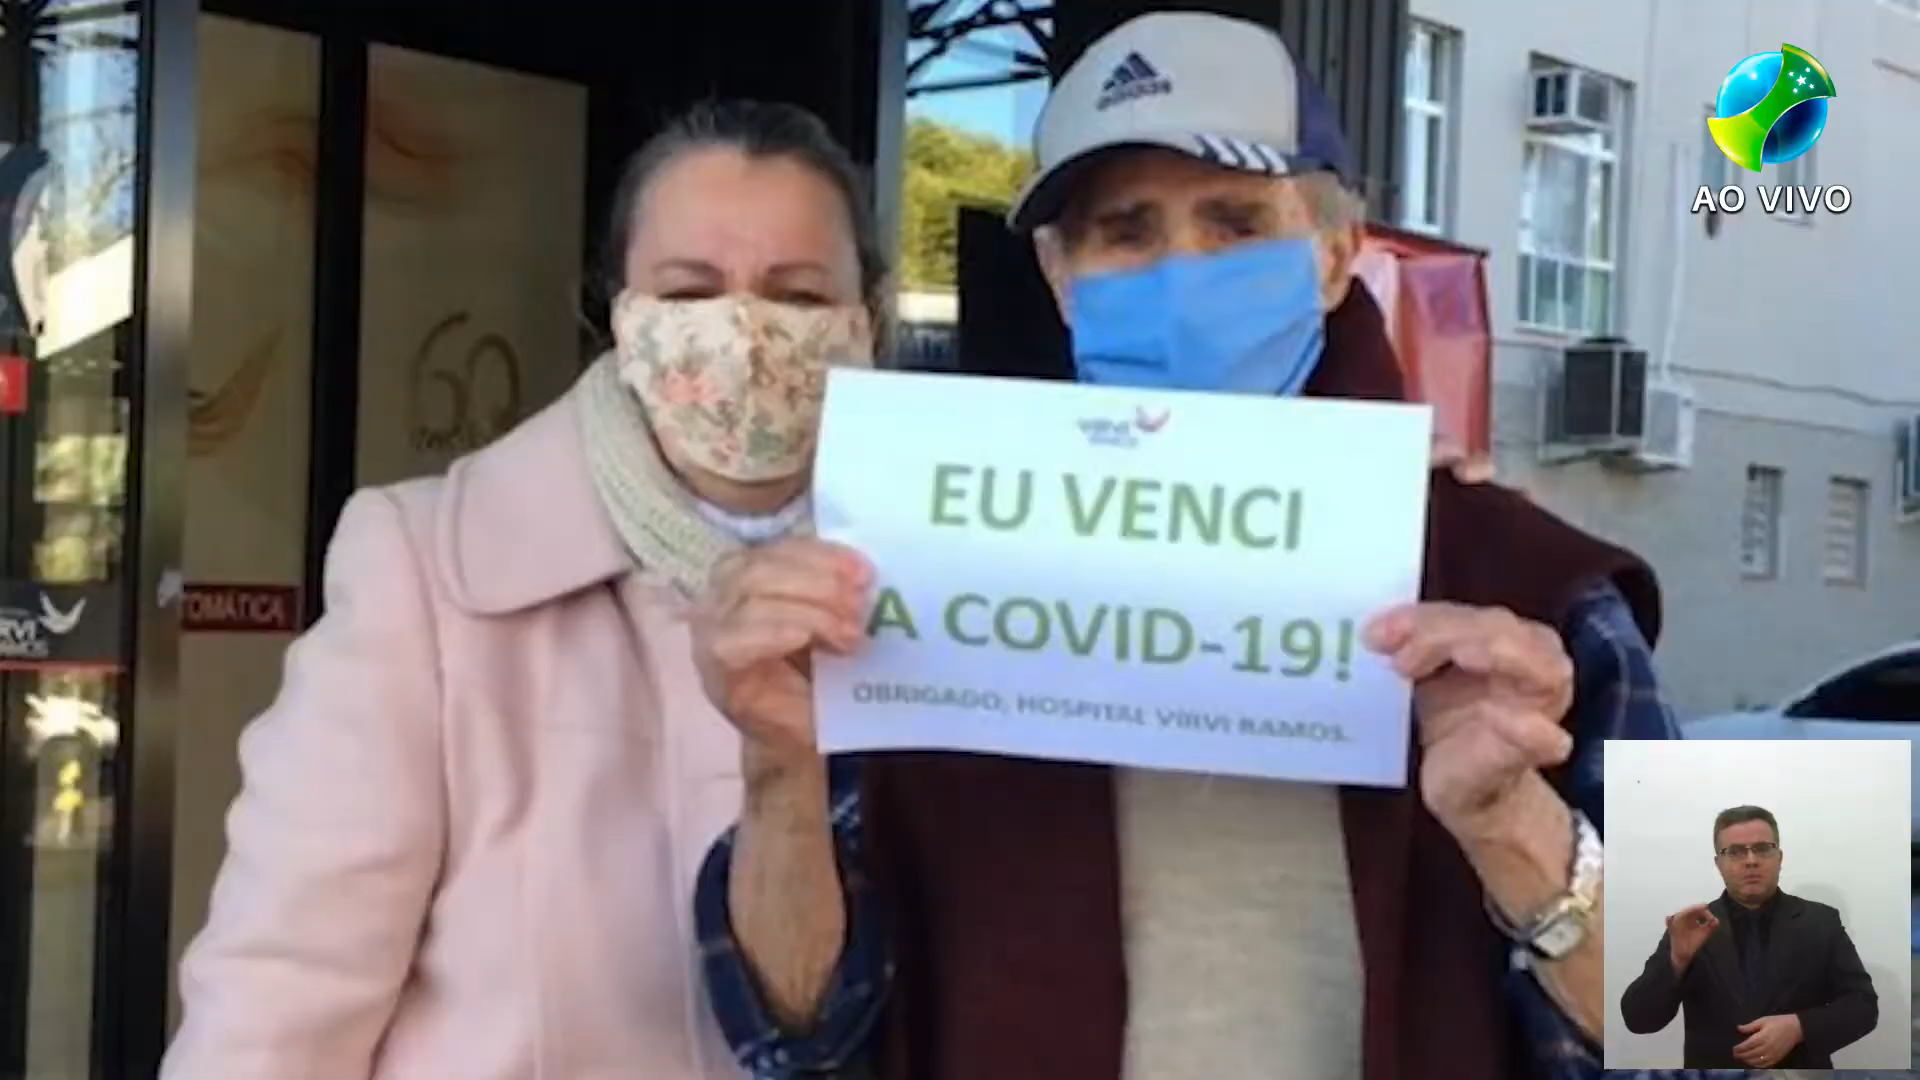 adidas
AO VIVO
60
VIRVI
RAMOS
EU VENCI
A COVID-19!
OBRIGADO, HOSPITAL VIRVI RAMOS.
TOMÁTICA